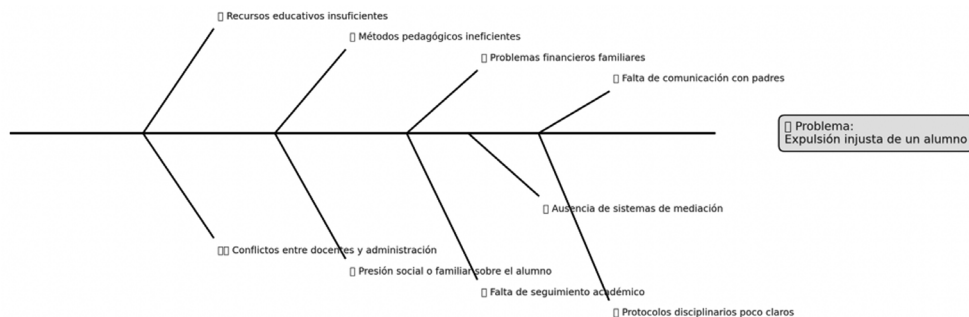 Recursos educativos insuficientes
Métodos pedagógicos ineficientes
Problemas financieros familiares
Falta de comunicación con padres
Problema:
Expulsión injusta de un alumno
Ausencia de sistemas de mediación
Conflictos entre docentes y administración
Presión social o familiar sobre el alumno
Falta de seguimiento académico
Protocolos disciplinarios poco claros